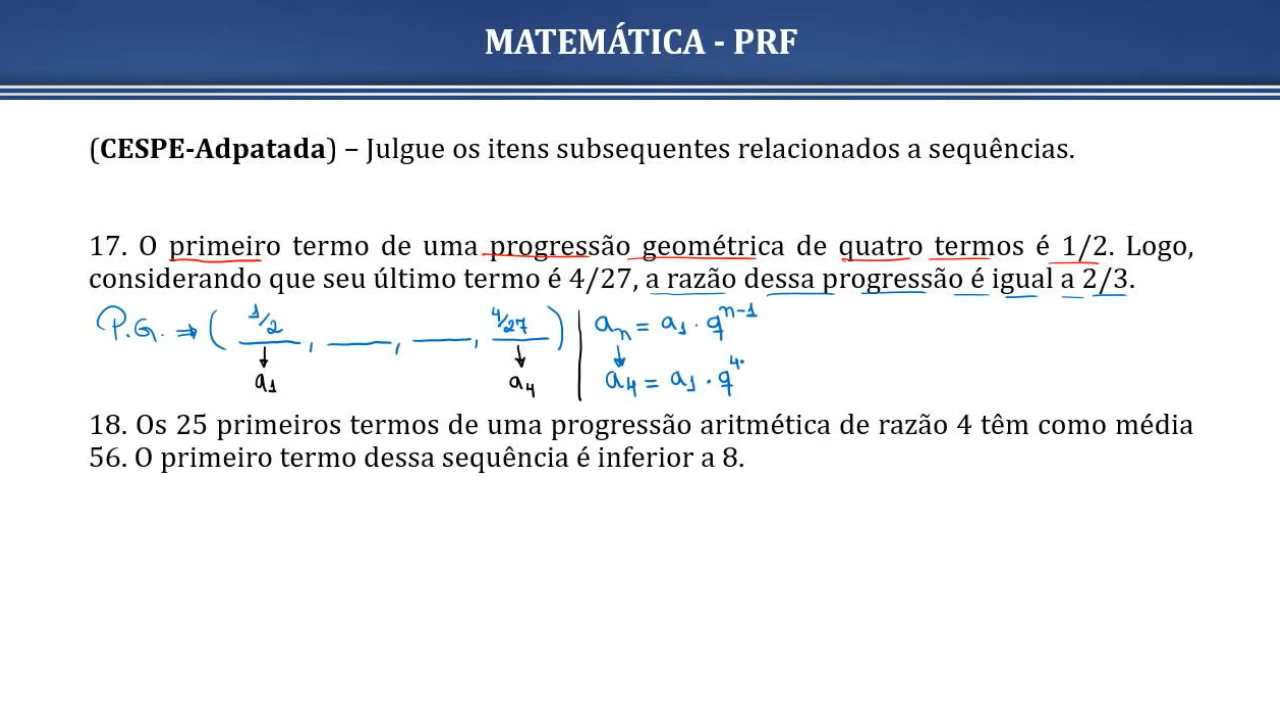 MATEMÁTICA - PRF
(CESPE-Adpatada) – Julgue os itens subsequentes relacionados a sequências.
17. O primeiro termo de uma progressão geométrica de quatro termos é 1/2. Logo,
considerando que seu último termo é 4/27, a razão dessa progressão é igual a 2/3.
P.G. ⇒ ( 1/2 , ___ , ___ , 4/27 ) | aₙ = a₁ · qⁿ⁻¹
↓ ↓ ↓
a₁ a₄ a₄ = a₁ · q⁴
18. Os 25 primeiros termos de uma progressão aritmética de razão 4 têm como média
56. O primeiro termo dessa sequência é inferior a 8.